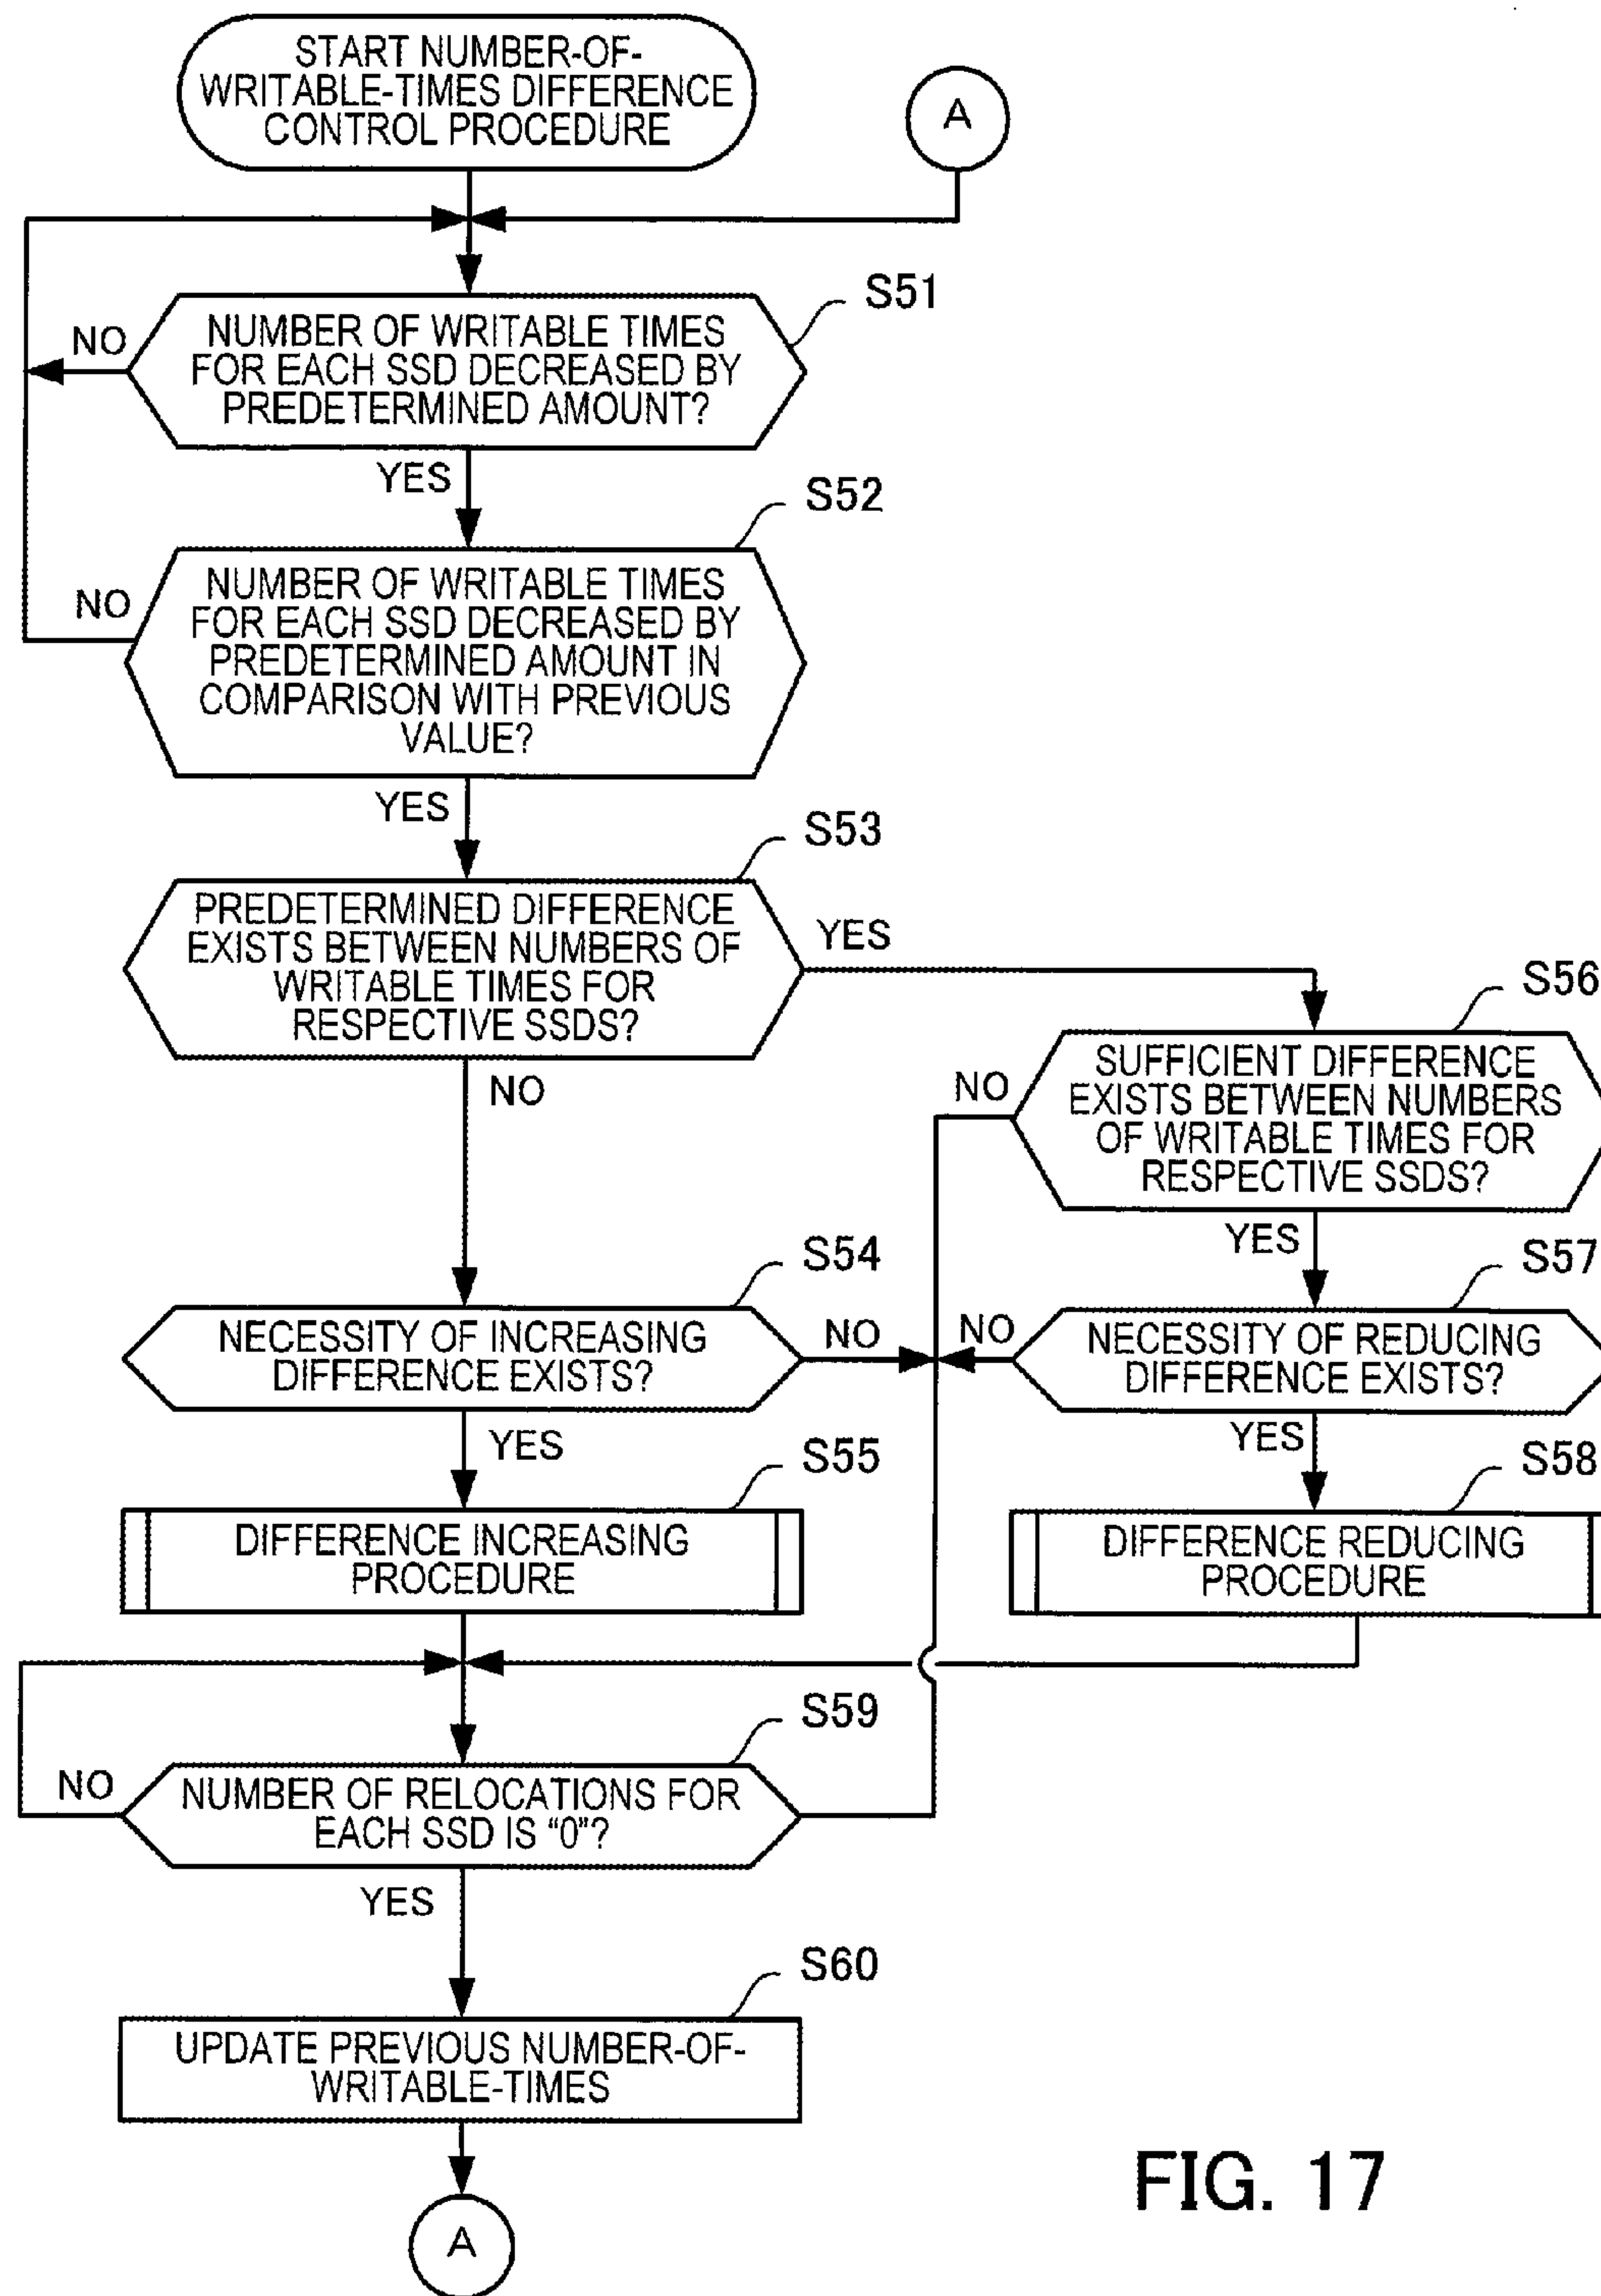 START NUMBER-OF-
WRITABLE-TIMES DIFFERENCE
CONTROL PROCEDURE
A
S51
NUMBER OF WRITABLE TIMES
FOR EACH SSD DECREASED BY
PREDETERMINED AMOUNT?
NO
YES
S52
NUMBER OF WRITABLE TIMES
FOR EACH SSD DECREASED BY
PREDETERMINED AMOUNT IN
COMPARISON WITH PREVIOUS
VALUE?
NO
YES
S53
PREDETERMINED DIFFERENCE
EXISTS BETWEEN NUMBERS OF
WRITABLE TIMES FOR
RESPECTIVE SSDS?
YES
NO
S56
SUFFICIENT DIFFERENCE
EXISTS BETWEEN NUMBERS
OF WRITABLE TIMES FOR
RESPECTIVE SSDS?
NO
YES
S54
NECESSITY OF INCREASING
DIFFERENCE EXISTS?
NO
YES
S57
NECESSITY OF REDUCING
DIFFERENCE EXISTS?
NO
YES
S55
DIFFERENCE INCREASING
PROCEDURE
S58
DIFFERENCE REDUCING
PROCEDURE
S59
NUMBER OF RELOCATIONS FOR
EACH SSD IS “0”?
NO
YES
S60
UPDATE PREVIOUS NUMBER-OF-
WRITABLE-TIMES
A
FIG. 17